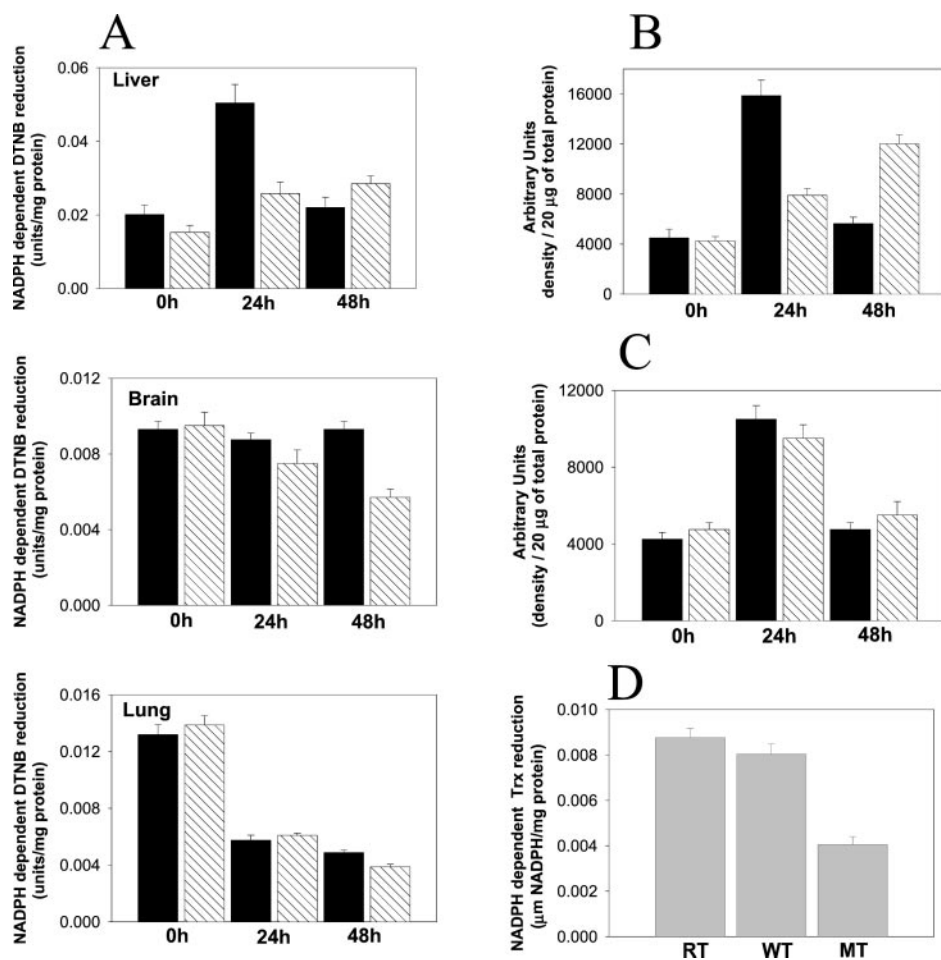 A
NADPH dependent DTNB reduction
(units/mg protein)
0.06
0.04
0.02
0.00
Liver
0h
24h
48h
B
Arbitrary Units
density / 20 µg of total protein)
16000
12000
8000
4000
0
0h
24h
48h
NADPH dependent DTNB reduction
(units/mg protein)
0.012
0.008
0.004
0.000
Brain
0h
24h
48h
C
Arbitrary Units
(density / 20 µg of total protein)
12000
8000
4000
0
0h
24h
48h
NADPH dependent DTNB reduction
(units/mg protein)
0.016
0.012
0.008
0.004
0.000
Lung
0h
24h
48h
D
NADPH dependent Trx reduction
(µm NADPH/mg protein)
0.010
0.008
0.006
0.004
0.002
0.000
RT
WT
MT